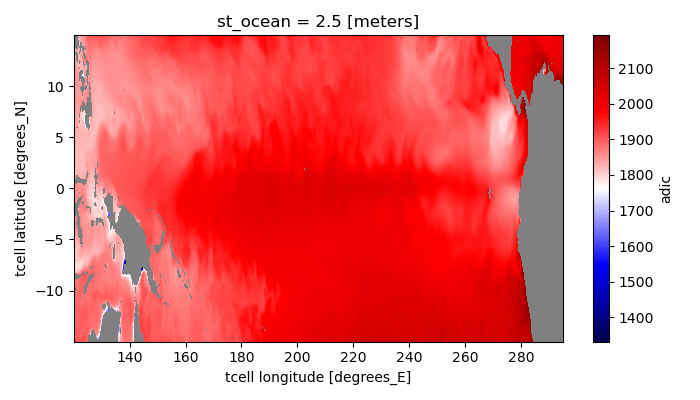 st_ocean = 2.5 [meters]
10
5
0
−5
−10
tcell latitude [degrees_N]
140 160 180 200 220 240 260 280
tcell longitude [degrees_E]
2100
2000
1900
1800
1700
1600
1500
1400
adic